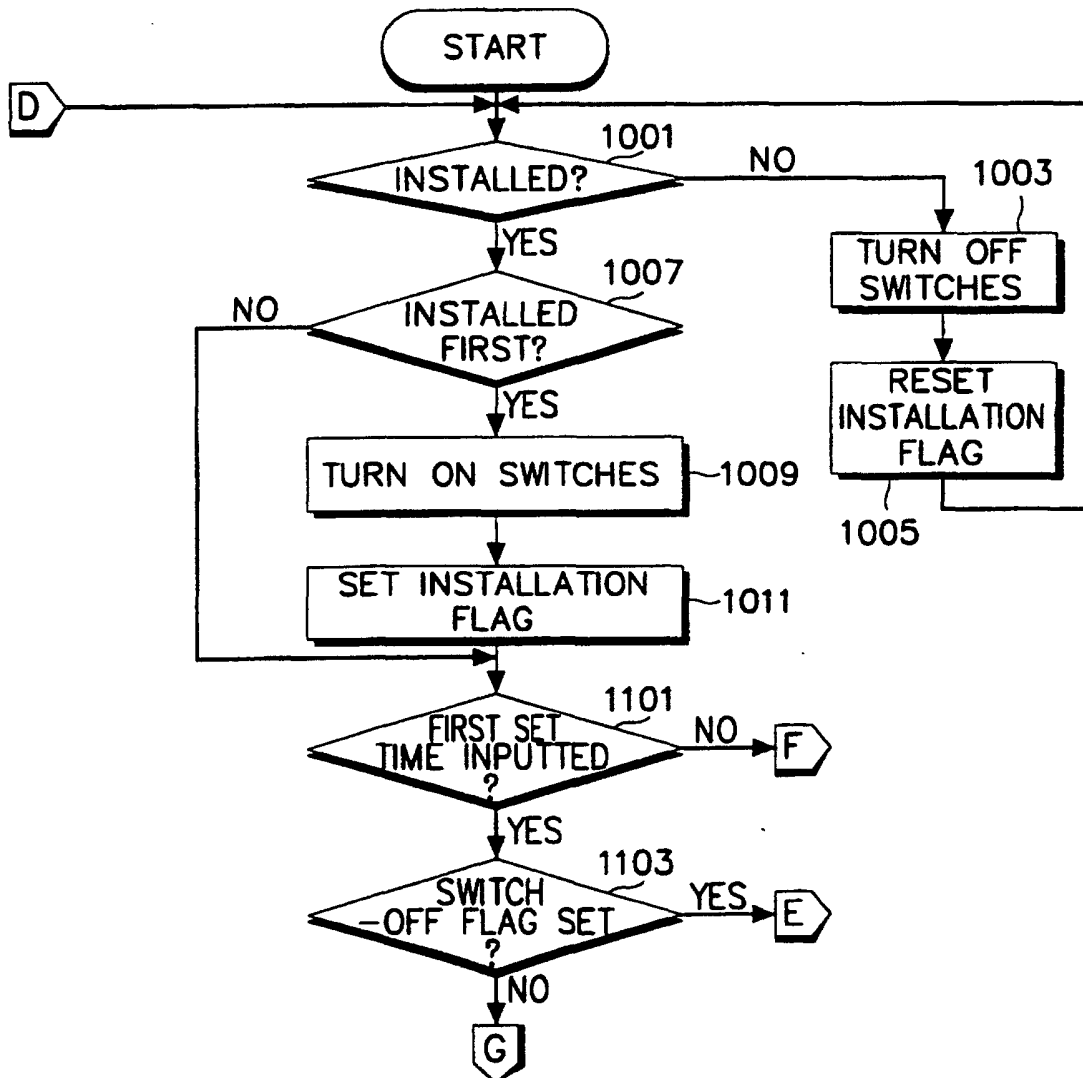 START
D
1001
INSTALLED?
NO
1003
TURN OFF
SWITCHES
YES
1007
NO
INSTALLED
FIRST?
RESET
INSTALLATION
FLAG
YES
1005
TURN ON SWITCHES
1009
SET INSTALLATION
FLAG
1011
1101
FIRST SET
TIME INPUTTED
?
NO
F
YES
1103
SWITCH
-OFF FLAG SET
?
YES
E
NO
G